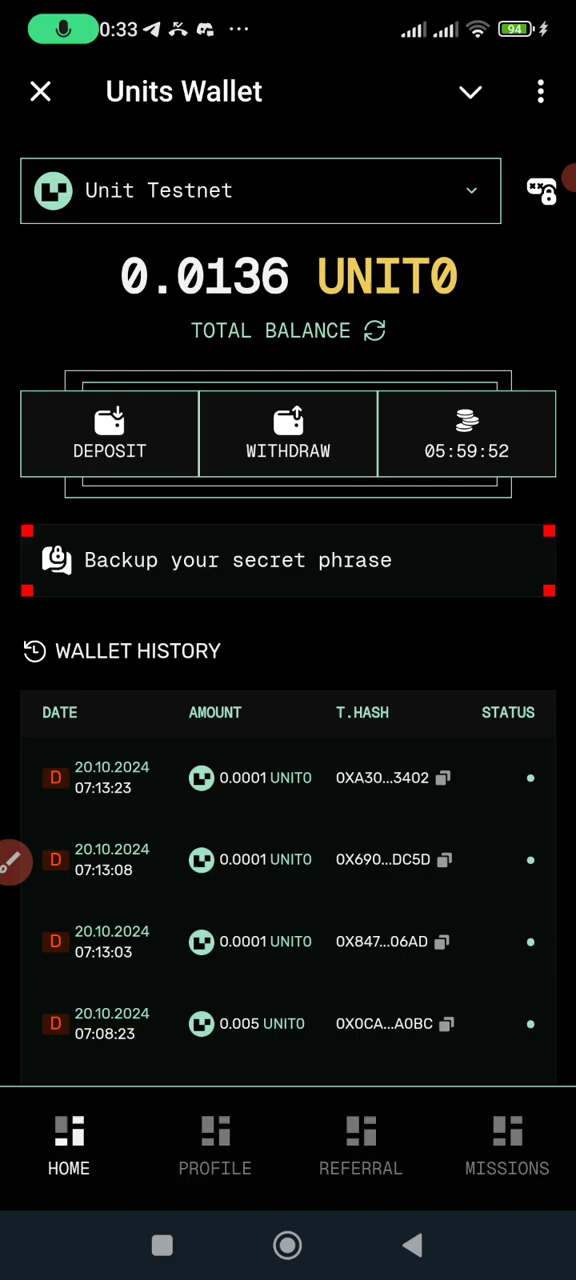 0:33
94
Units Wallet
Unit Testnet
0.0136 UNIT0
TOTAL BALANCE
DEPOSIT
WITHDRAW
05:59:52
Backup your secret phrase
WALLET HISTORY
DATE AMOUNT T.HASH STATUS
D 20.10.2024 07:13:23 0.0001 UNIT0 0XA30...3402
D 20.10.2024 07:13:08 0.0001 UNIT0 0X690...DC5D
D 20.10.2024 07:13:03 0.0001 UNIT0 0X847...06AD
D 20.10.2024 07:08:23 0.005 UNIT0 0X0CA...A0BC
HOME PROFILE REFERRAL MISSIONS